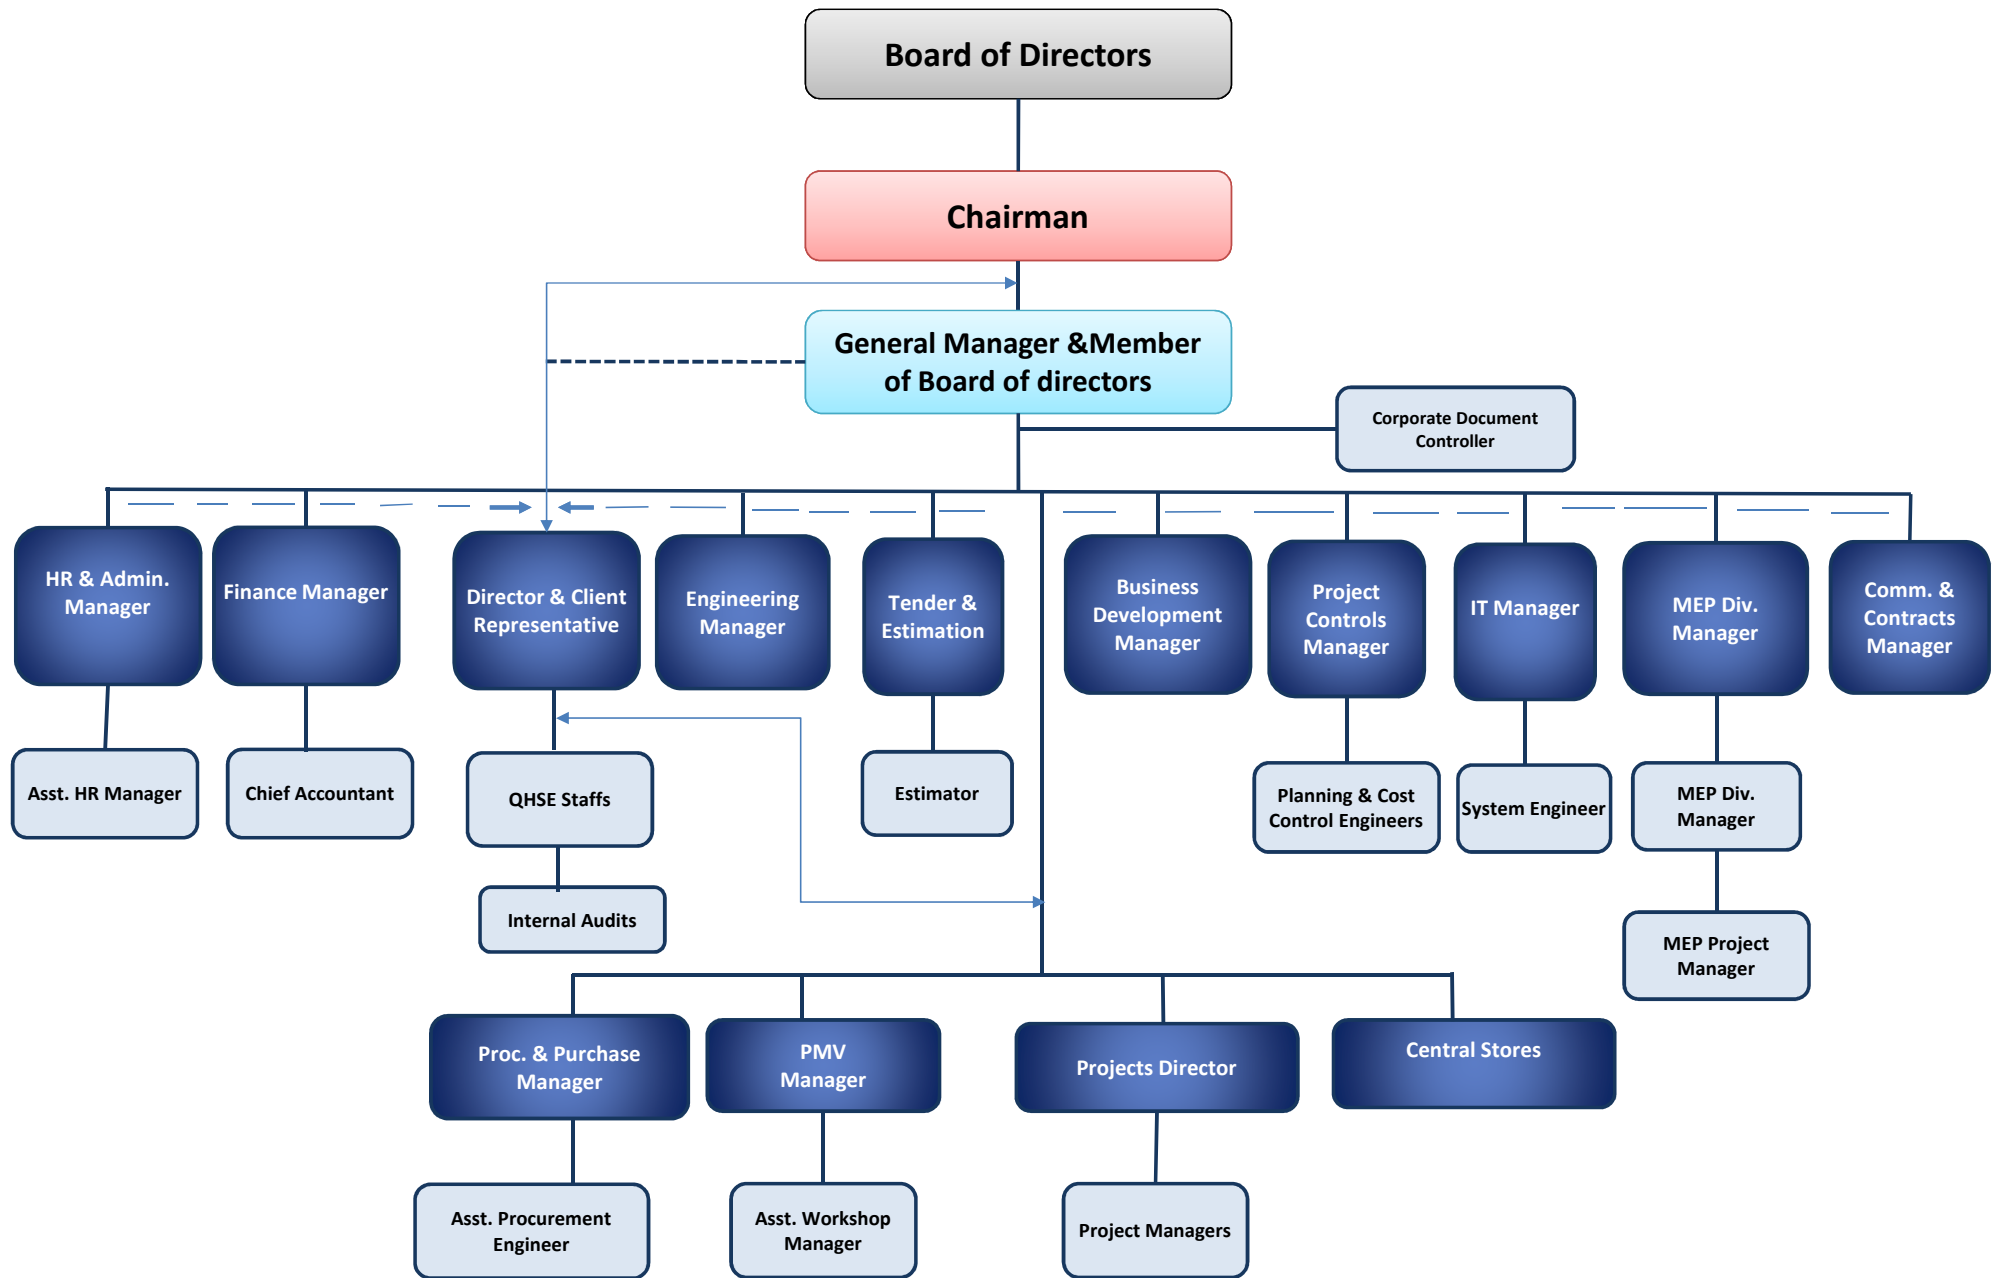 Board of Directors
Chairman
General Manager &Member
of Board of directors
Corporate Document
Controller
HR & Admin.
Manager
Finance Manager
Director & Client
Representative
Engineering
Manager
Tender &
Estimation
Business
Development
Manager
Project
Controls
Manager
IT Manager
MEP Div.
Manager
Comm. &
Contracts
Manager
Asst. HR Manager
Chief Accountant
QHSE Staffs
Estimator
Planning & Cost
Control Engineers
System Engineer
MEP Div.
Manager
Internal Audits
MEP Project
Manager
Proc. & Purchase
Manager
PMV
Manager
Projects Director
Central Stores
Asst. Procurement
Engineer
Asst. Workshop
Manager
Project Managers